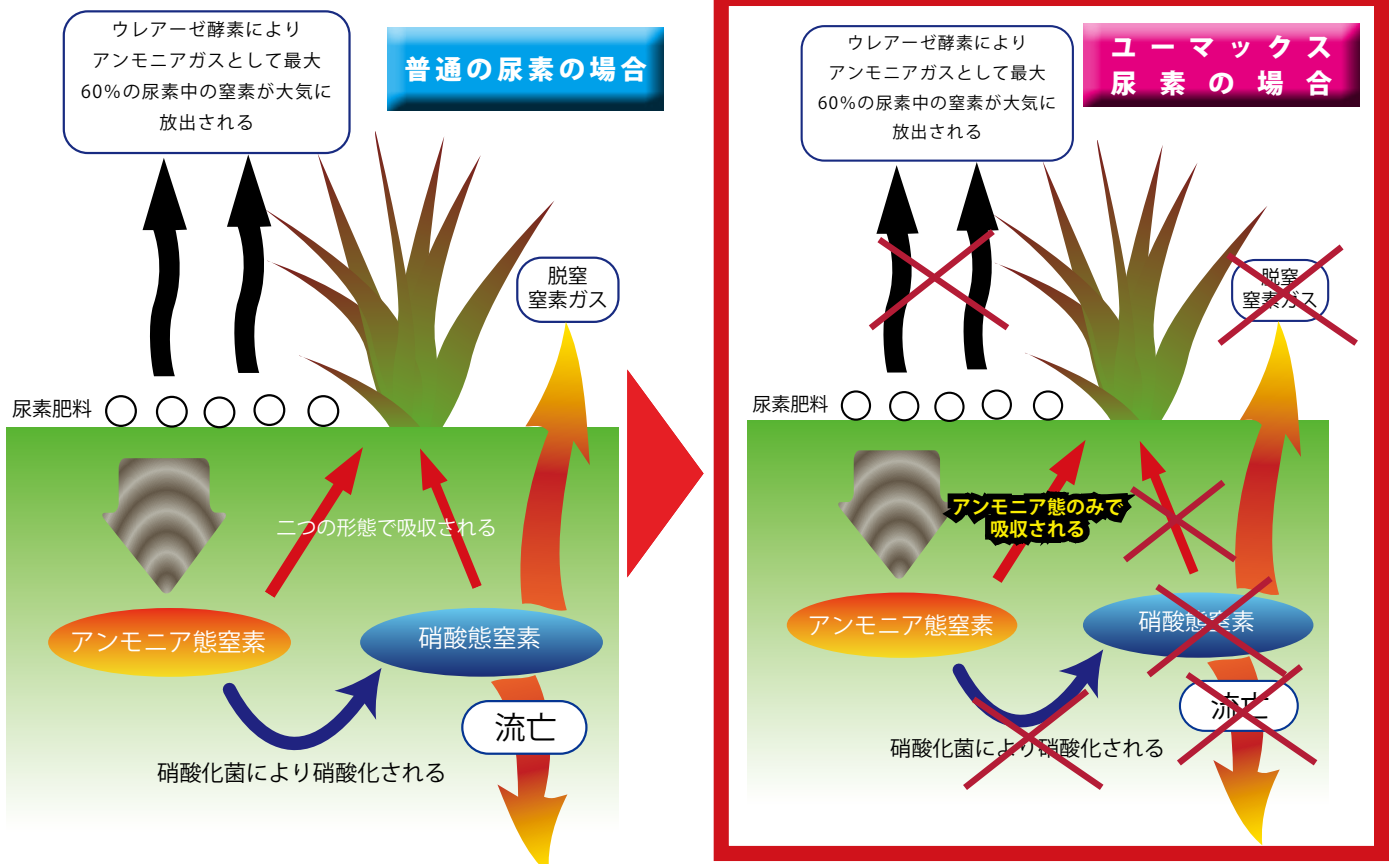 ウレアーゼ酵素により
アンモニアガスとして最大
60%の尿素中の窒素が大気に
放出される
普通の尿素の場合
脱窒
窒素ガス
尿素肥料
二つの形態で吸収される
アンモニア態窒素
硝酸態窒素
流亡
硝酸化菌により硝酸化される
ウレアーゼ酵素により
アンモニアガスとして最大
60%の尿素中の窒素が大気に
放出される
ユーマックス
尿素の場合
脱窒
窒素ガス
尿素肥料
アンモニア態のみで
吸収される
アンモニア態窒素
硝酸態窒素
流亡
硝酸化菌により硝酸化される